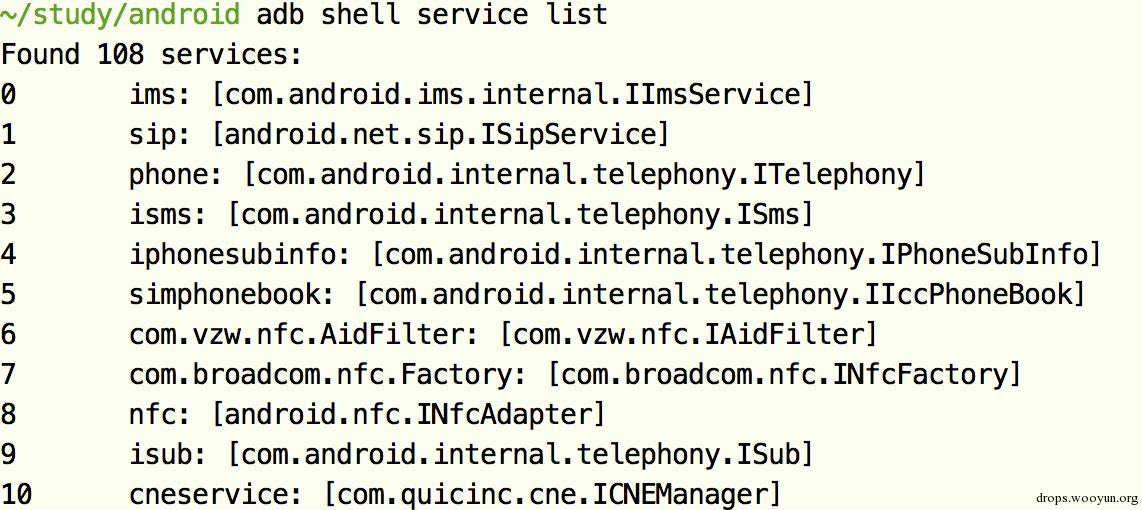 ~/study/android adb shell service list
Found 108 services:
0 ims: [com.android.ims.internal.IImsService]
1 sip: [android.net.sip.ISipService]
2 phone: [com.android.internal.telephony.ITelephony]
3 isms: [com.android.internal.telephony.ISms]
4 iphonesubinfo: [com.android.internal.telephony.IPhoneSubInfo]
5 simphonebook: [com.android.internal.telephony.IIccPhoneBook]
6 com.vzw.nfc.AidFilter: [com.vzw.nfc.IAidFilter]
7 com.broadcom.nfc.Factory: [com.broadcom.nfc.INfcFactory]
8 nfc: [android.nfc.INfcAdapter]
9 isub: [com.android.internal.telephony.ISub]
10 cneservice: [com.quicinc.cne.ICNEManager]
drops.wooyun.org